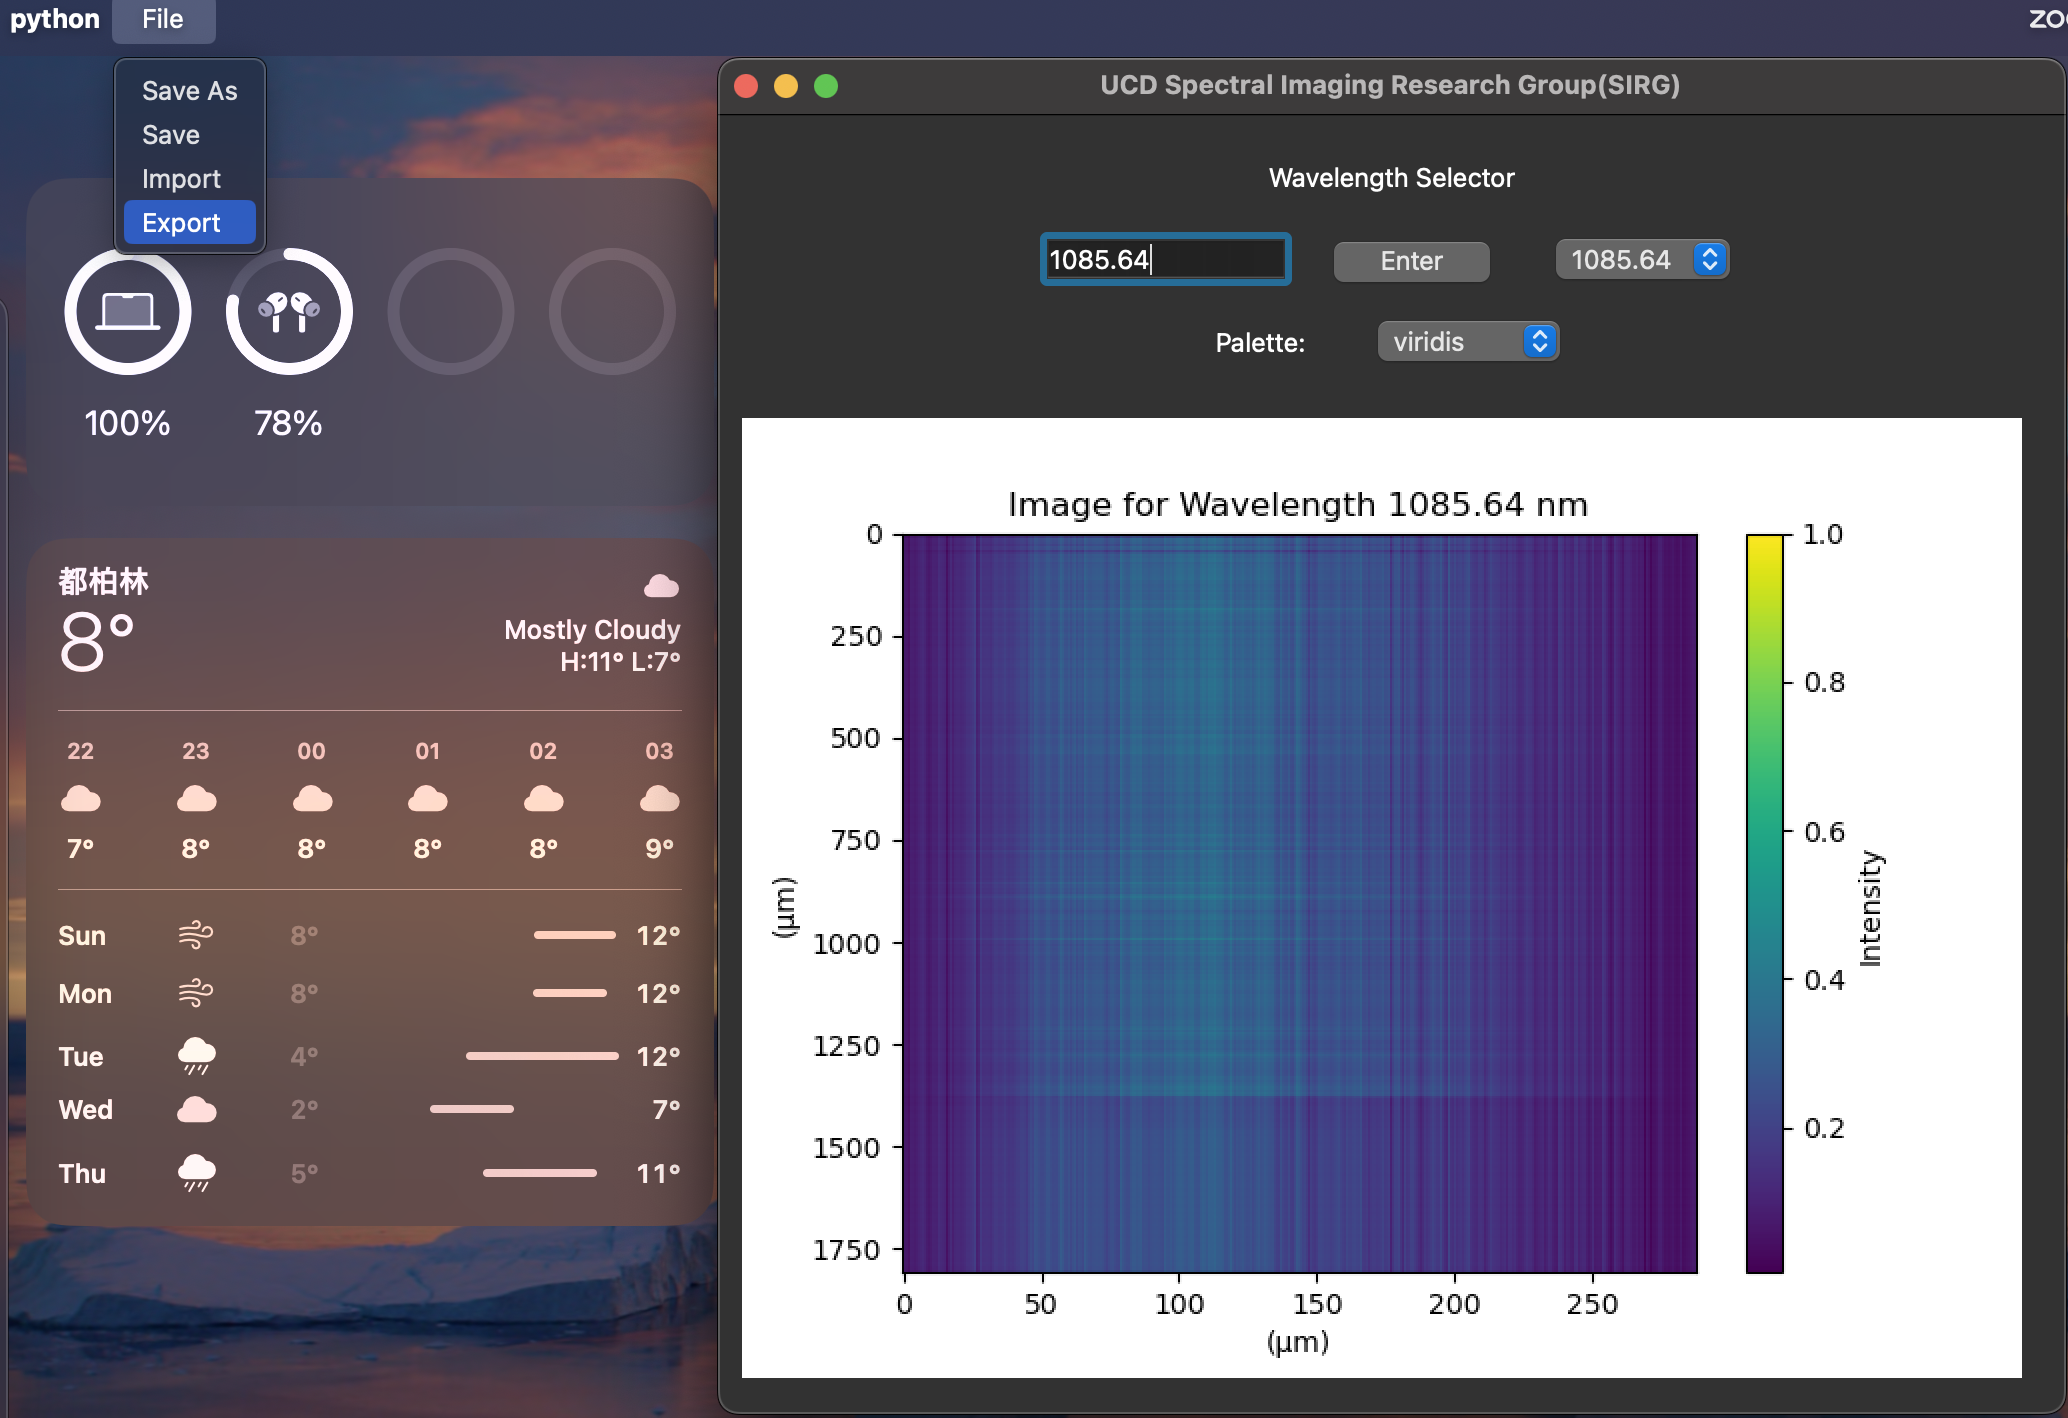 python File
Save As
Save
Import
Export
100% 78%
都柏林
8°
Mostly Cloudy
H:11° L:7°
22 23 00 01 02 03
7° 8° 8° 8° 8° 9°
Sun 8° 12°
Mon 8° 12°
Tue 4° 12°
Wed 2° 7°
Thu 5° 11°
UCD Spectral Imaging Research Group(SIRG)
Wavelength Selector
1085.64 Enter 1085.64
Palette: viridis
Image for Wavelength 1085.64 nm
0
250
500
750
1000
1250
1500
1750
(μm)
0 50 100 150 200 250
(μm)
1.0
0.8
0.6
0.4
0.2
Intensity